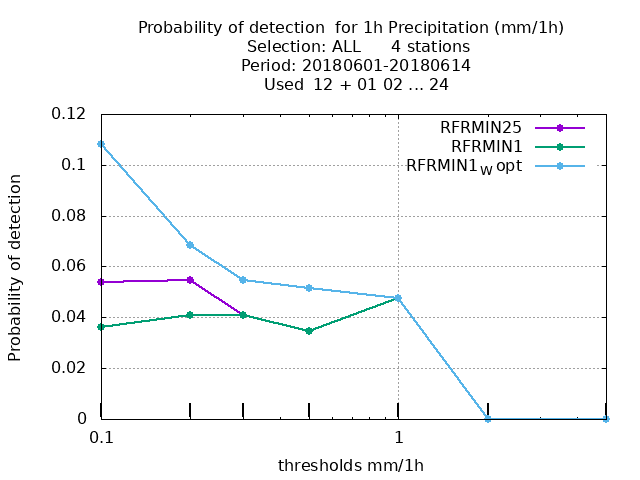 Probability of detection  for 1h Precipitation (mm/1h)
Selection: ALL      4 stations
Period: 20180601-20180614
Used  12 + 01 02 ... 24
RFRMIN25
RFRMIN1
RFRMIN1W opt
Probability of detection
0.12
0.1
0.08
0.06
0.04
0.02
0
0.1
1
thresholds mm/1h